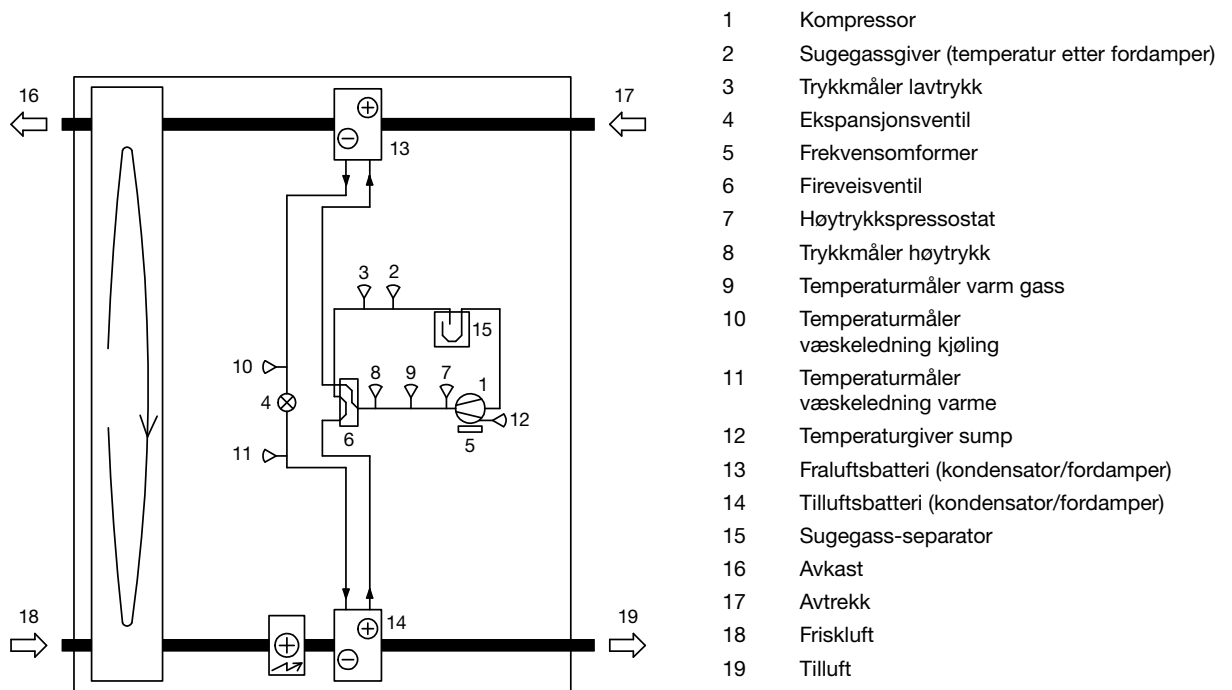 16
17
13
3
2
15
10
8
9
7
1
4
12
6
5
11
18
14
19
1 Kompressor
2 Sugegassgiver (temperatur etter fordamper)
3 Trykkmåler lavtrykk
4 Ekspansjonsventil
5 Frekvensomformer
6 Fireveisventil
7 Høytrykkspressostat
8 Trykkmåler høytrykk
9 Temperaturmåler varm gass
10 Temperaturmåler
væskeledning kjøling
11 Temperaturmåler
væskeledning varme
12 Temperaturgiver sump
13 Fraluftsbatteri (kondensator/fordamper)
14 Tilluftsbatteri (kondensator/fordamper)
15 Sugegass-separator
16 Avkast
17 Avtrekk
18 Friskluft
19 Tilluft